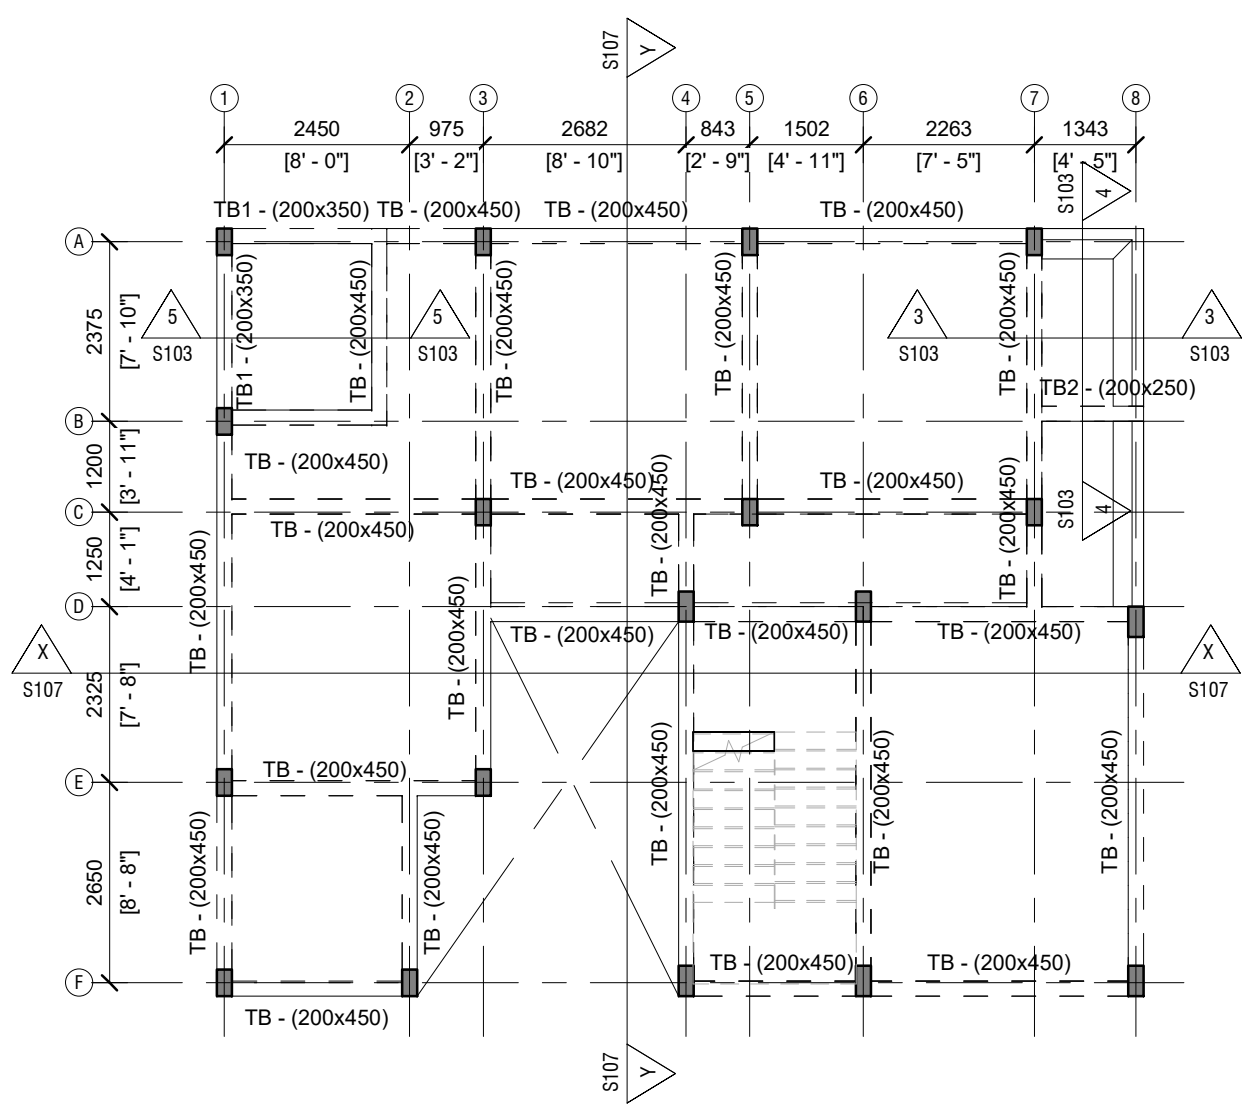 S107
Y
1
2
3
4
5
6
7
8
2450
975
2682
843
1502
2263
1343
[8' - 0"]
[3' - 2"]
[8' - 10"]
[2' - 9"]
[4' - 11"]
[7' - 5"]
[4' - 5"]
S103
4
TB1 - (200x350)
TB - (200x450)
TB - (200x450)
TB - (200x450)
A
2375
[7' - 10"]
5
S103
TB1 - (200x350)
TB - (200x450)
5
S103
TB - (200x450)
TB - (200x450)
3
S103
TB - (200x450)
3
S103
TB2 - (200x250)
B
1200
[3' - 11"]
TB - (200x450)
TB - (200x450)
TB - (200x450)
TB - (200x450)
TB - (200x450)
S103
4
C
TB - (200x450)
1250
[4' - 1"]
TB - (200x450)
TB - (200x450)
D
TB - (200x450)
TB - (200x450)
TB - (200x450)
X
S107
2325
[7' - 8"]
X
S107
E
TB - (200x450)
TB - (200x450)
TB - (200x450)
TB - (200x450)
2650
[8' - 8"]
TB - (200x450)
TB - (200x450)
F
TB - (200x450)
TB - (200x450)
TB - (200x450)
S107
Y